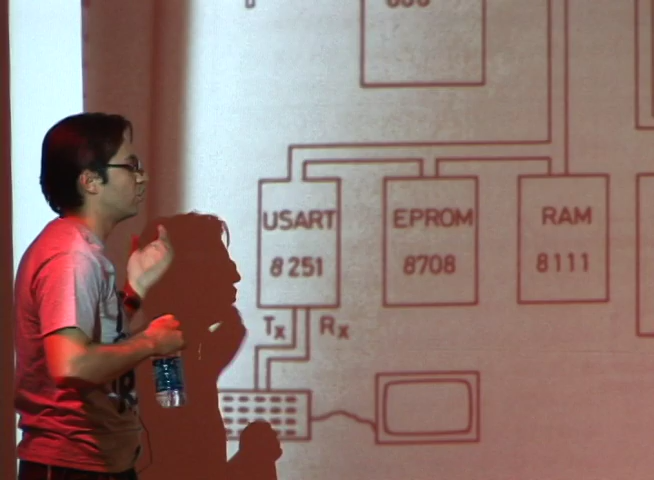 USART
8251
EPROM
8708
RAM
8111
Tx
Rx